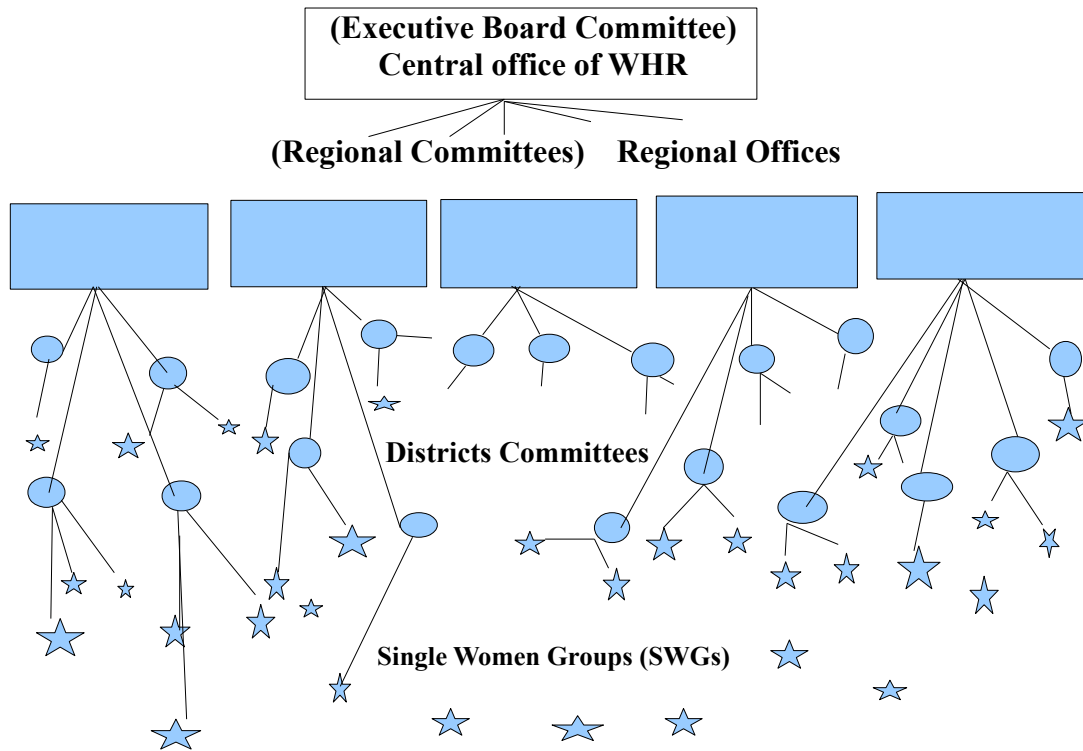 (Executive Board Committee)
Central office of WHR
(Regional Committees) Regional Offices
Districts Committees
Single Women Groups (SWGs)